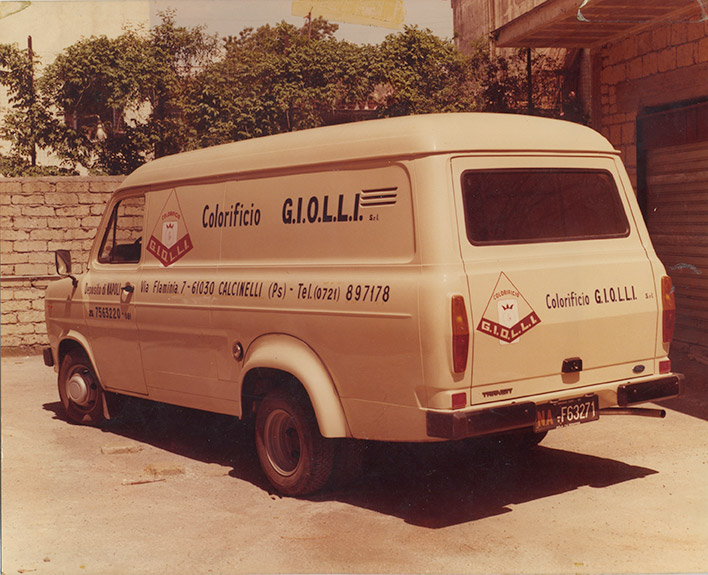 COLORIFICIO
G.I.O.L.L.I.
Colorificio G.I.O.L.L.I. S.r.l.
Deposito di NAPOLI Via Flaminia 7-61030 CALCINELLI (Ps) - Tel.(0721) 897178
7565220
COLORIFICIO
G.I.O.L.L.I.
Colorificio G.I.O.L.L.I. S.r.l.
TRANSIT
NA F63271